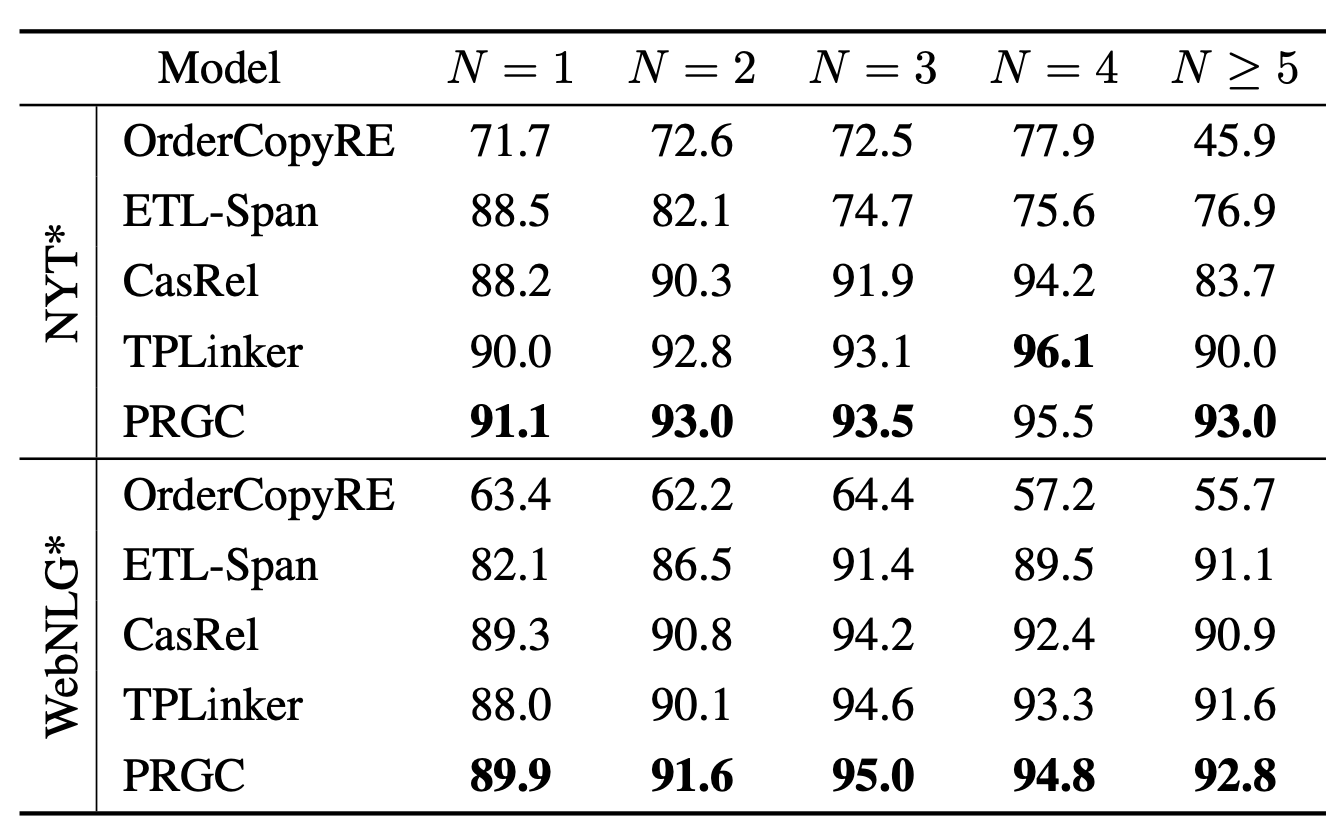 Model N = 1 N = 2 N = 3 N = 4 N ≥ 5
NYT*
OrderCopyRE 71.7 72.6 72.5 77.9 45.9
ETL-Span 88.5 82.1 74.7 75.6 76.9
CasRel 88.2 90.3 91.9 94.2 83.7
TPLinker 90.0 92.8 93.1 96.1 90.0
PRGC 91.1 93.0 93.5 95.5 93.0
WebNLG*
OrderCopyRE 63.4 62.2 64.4 57.2 55.7
ETL-Span 82.1 86.5 91.4 89.5 91.1
CasRel 89.3 90.8 94.2 92.4 90.9
TPLinker 88.0 90.1 94.6 93.3 91.6
PRGC 89.9 91.6 95.0 94.8 92.8